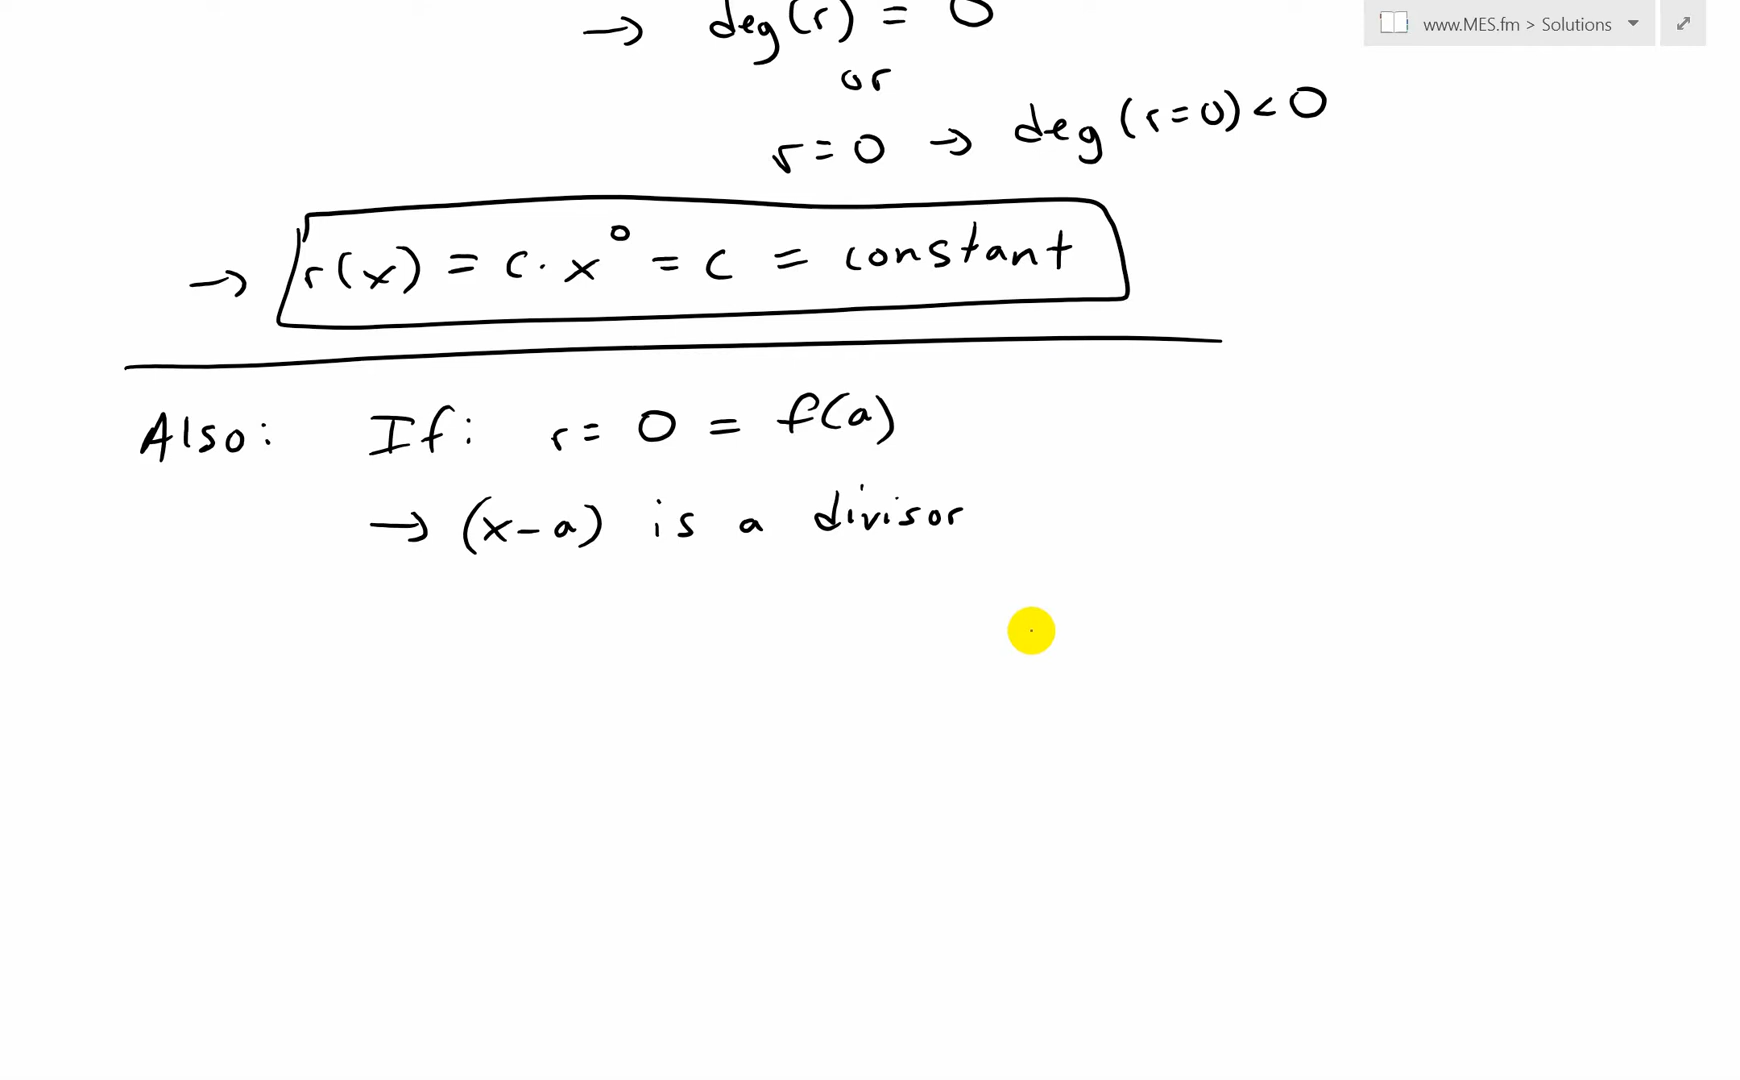 → deg(r) = 0
www.MES.fm > Solutions
or
r = 0 → deg(r=0) < 0
→ r(x) = c · x⁰ = c = constant
Also: If: r = 0 = f(a)
→ (x-a) is a divisor